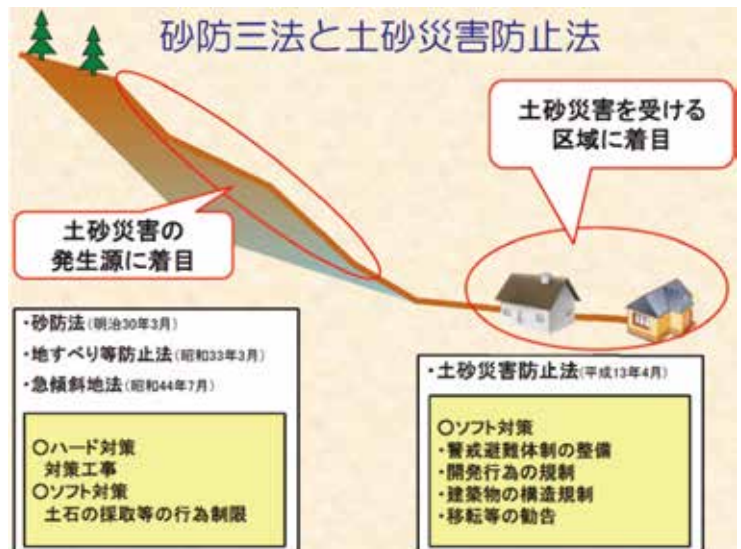 砂防三法と土砂災害防止法
土砂災害を受ける
区域に着目
土砂災害の
発生源に着目
・砂防法(明治30年3月)
・地すべり等防止法(昭和33年3月)
・急傾斜地法(昭和44年7月)
○ハード対策
対策工事
○ソフト対策
土石の採取等の行為制限
・土砂災害防止法(平成13年4月)
○ソフト対策
・警戒避難体制の整備
・開発行為の規制
・建築物の構造規制
・移転等の勧告